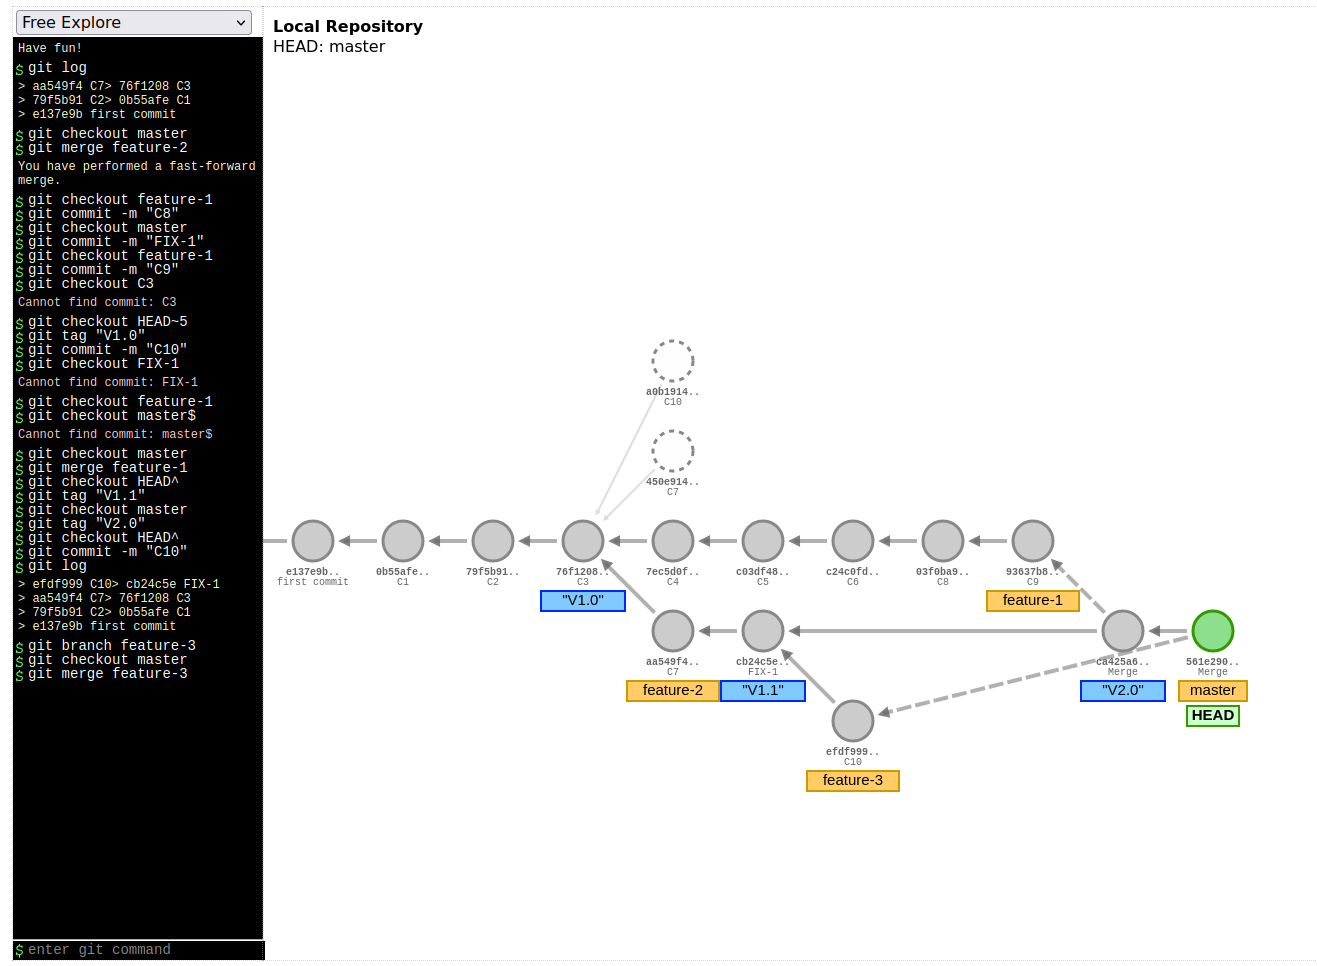 Free Explore
Have fun!
$ git log
> aa549f4 C7> 76f1208 C3
> 79f5b91 C2> 0b55afe C1
> e137e9b first commit
$ git checkout master
$ git merge feature-2
You have performed a fast-forward
merge.
$ git checkout feature-1
$ git commit -m "C8"
$ git checkout master
$ git commit -m "FIX-1"
$ git checkout feature-1
$ git commit -m "C9"
$ git checkout C3
Cannot find commit: C3
$ git checkout HEAD~5
$ git tag "V1.0"
$ git commit -m "C10"
$ git checkout FIX-1
Cannot find commit: FIX-1
$ git checkout feature-1
$ git checkout master$
Cannot find commit: master$
$ git checkout master
$ git merge feature-1
$ git checkout HEAD^
$ git tag "V1.1"
$ git checkout master
$ git tag "V2.0"
$ git checkout HEAD^
$ git commit -m "C10"
$ git log
> efdf999 C10> cb24c5e FIX-1
> aa549f4 C7> 76f1208 C3
> 79f5b91 C2> 0b55afe C1
> e137e9b first commit
$ git branch feature-3
$ git checkout master
$ git merge feature-3
$ enter git command
Local Repository
HEAD: master
a0b1914..
C10
450e914..
C7
e137e9b..
first commit
0b55afe..
C1
79f5b91..
C2
76f1208..
C3
"V1.0"
7ec5d0f..
C4
c03df48..
C5
c24c0fd..
C6
03f0ba9..
C8
93637b8..
C9
feature-1
aa549f4..
C7
feature-2
cb24c5e..
FIX-1
"V1.1"
ca425a6..
Merge
"V2.0"
561e290..
Merge
master
HEAD
efdf999..
C10
feature-3